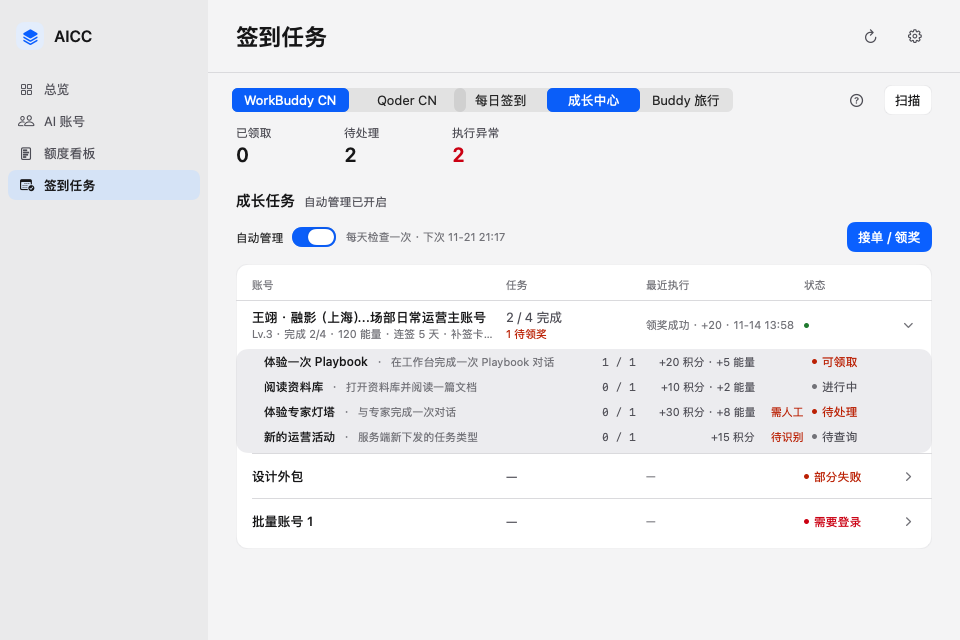 AICC
总览
AI 账号
额度看板
签到任务
签到任务
WorkBuddy CN Qoder CN 每日签到 成长中心 Buddy 旅行 扫描
已领取 待处理 执行异常
0 2 2
成长任务 自动管理已开启
自动管理 每天检查一次 · 下次 11-21 21:17 接单 / 领奖
账号 任务 最近执行 状态
王翊 · 融影 (上海)…场部日常运营主账号 2 / 4 完成 领奖成功 · +20 · 11-14 13:58
Lv.3 · 完成 2/4 · 120 能量 · 连签 5 天 · 补签卡… 1 待领奖
体验一次 Playbook · 在工作台完成一次 Playbook 对话 1 / 1 +20 积分 · +5 能量 可领取
阅读资料库 · 打开资料库并阅读一篇文档 0 / 1 +10 积分 · +2 能量 进行中
体验专家灯塔 · 与专家完成一次对话 0 / 1 +30 积分 · +8 能量 需人工 待处理
新的运营活动 · 服务端新下发的任务类型 0 / 1 +15 积分 待识别 待查询
设计外包 — — 部分失败
批量账号 1 — — 需要登录